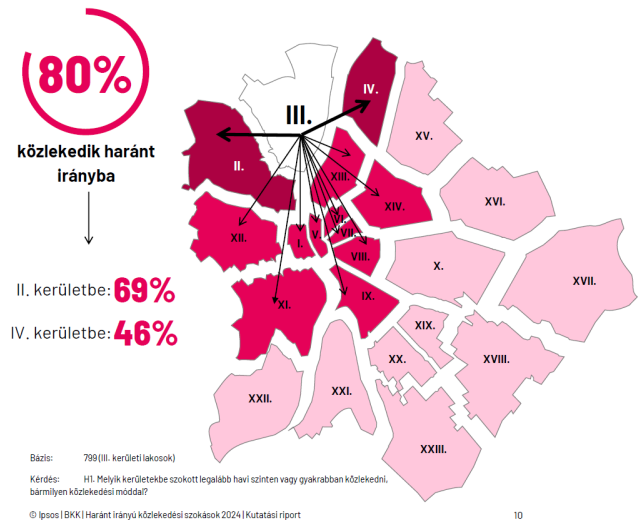 80%
közlekedik haránt
irányba
II. kerületbe: 69%
IV. kerületbe: 46%
III.
IV.
XV.
II.
XIII.
XIV.
XVI.
XII.
I.
V.
VI.
VII.
VIII.
X.
XVII.
XI.
IX.
XIX.
XX.
XVIII.
XXII.
XXI.
XXIII.
Bázis: 799 (III. kerületi lakosok)
Kérdés: H1. Melyik kerületekbe szokott legalább havi szinten vagy gyakrabban közlekedni,
bármilyen közlekedési móddal?
© Ipsos | BKK | Haránt irányú közlekedési szokások 2024 | Kutatási riport
10